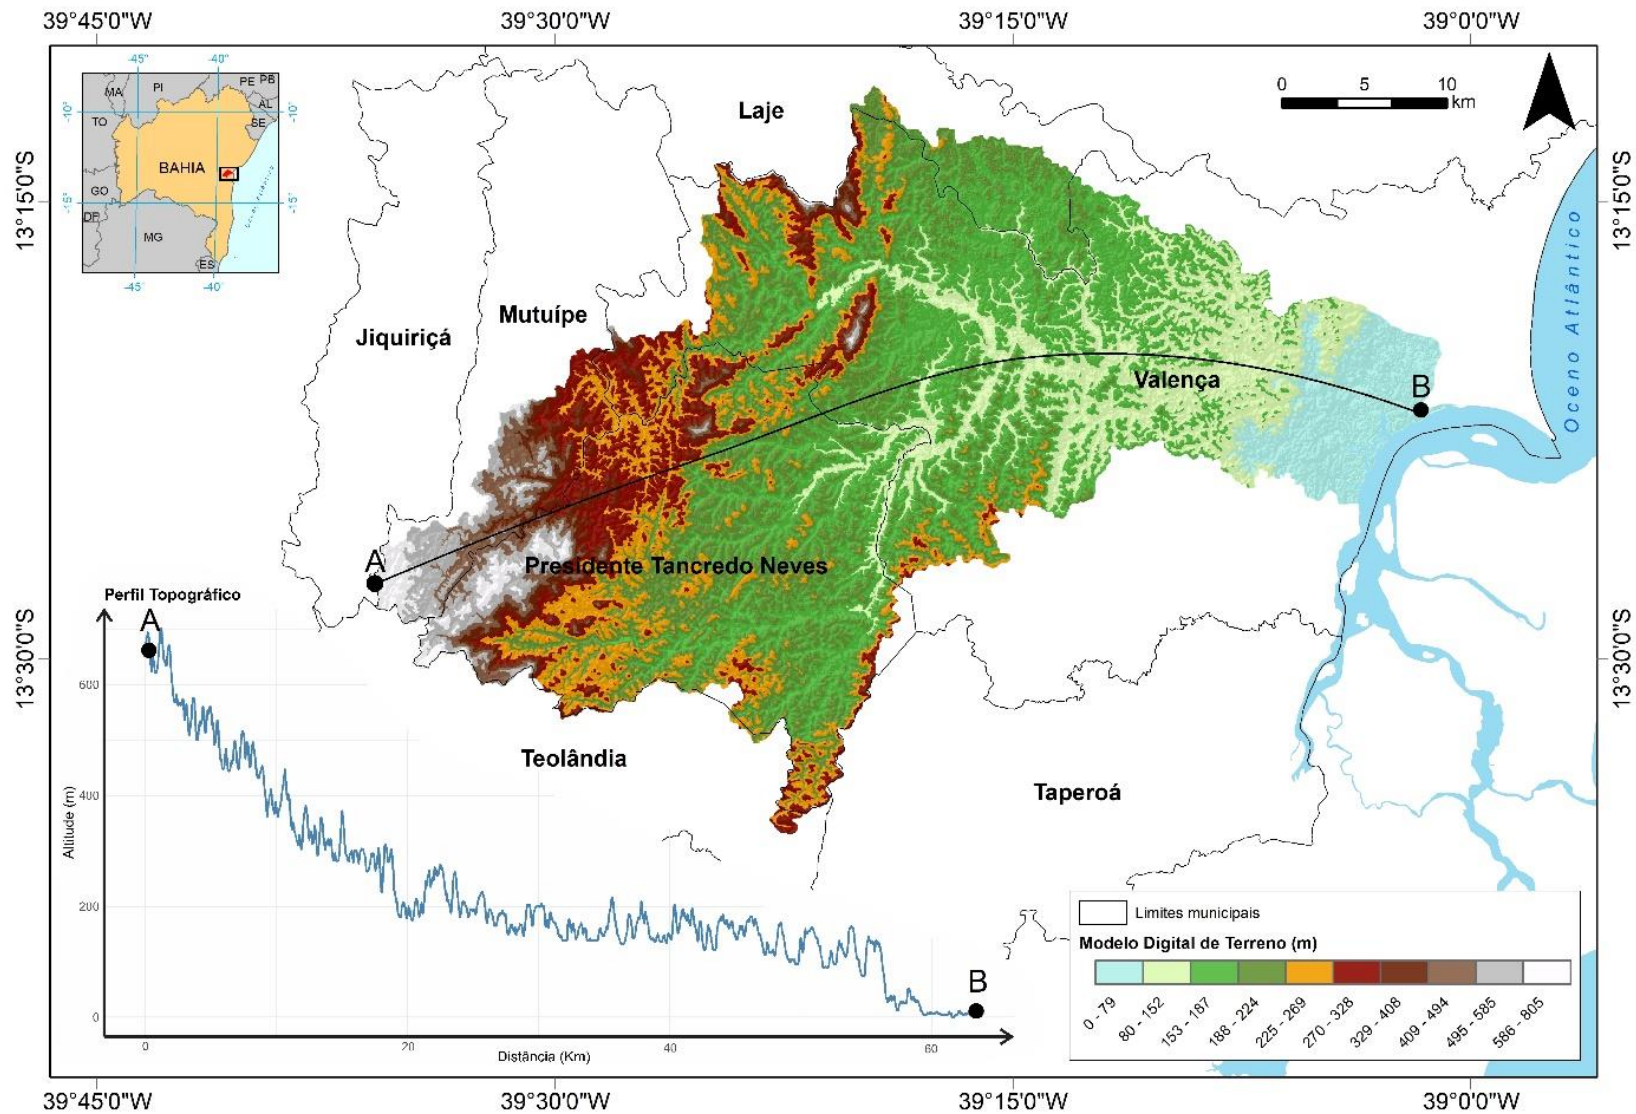 39°45'0"W
39°30'0"W
39°15'0"W
39°0'0"W
-45°
-40°
PE
PB
MA
PI
AL
-10°
-10°
SE
TO
BAHIA
GO
-15°
-15°
DF
MG
ES
-45°
-40°
Laje
0
5
10
km
13°15'0"S
13°15'0"S
Oceno Atlântico
Mutuípe
Jiquiriçá
Valença
B
A
Presidente Tancredo Neves
Perfil Topográfico
A
13°30'0"S
13°30'0"S
600
Teolândia
Taperoá
400
Altitude (m)
200
B
0
0
20
40
60
Distância (Km)
Limites municipais
Modelo Digital de Terreno (m)
0 - 79
80 - 152
153 - 187
188 - 224
225 - 269
270 - 328
329 - 408
409 - 494
495 - 585
586 - 805
39°45'0"W
39°30'0"W
39°15'0"W
39°0'0"W